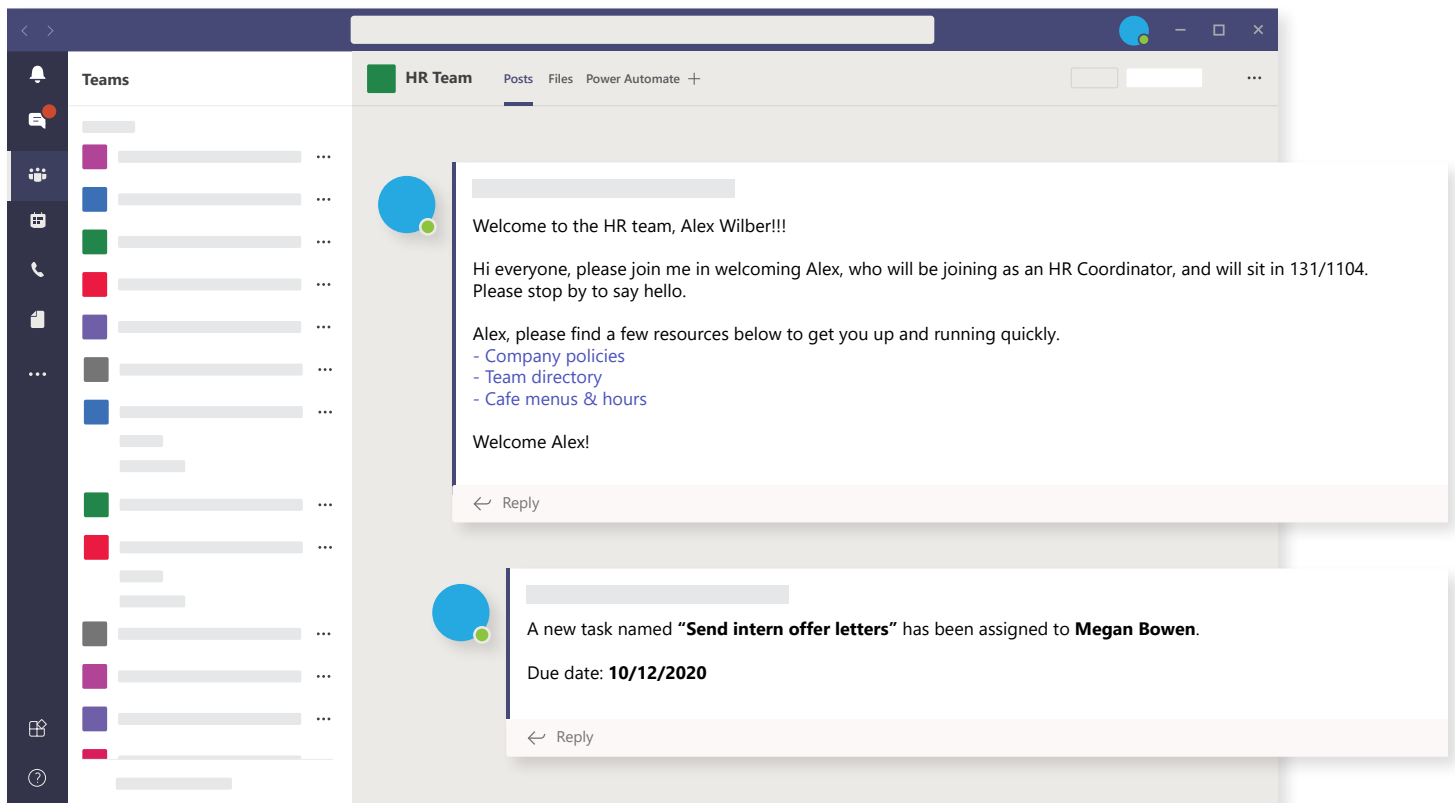 Teams
HR Team Posts Files Power Automate
Welcome to the HR team, Alex Wilber!!!
Hi everyone, please join me in welcoming Alex, who will be joining as an HR Coordinator, and will sit in 131/1104.
Please stop by to say hello.
Alex, please find a few resources below to get you up and running quickly.
- Company policies
- Team directory
- Cafe menus & hours
Welcome Alex!
Reply
A new task named “Send intern offer letters” has been assigned to Megan Bowen.
Due date: 10/12/2020
Reply